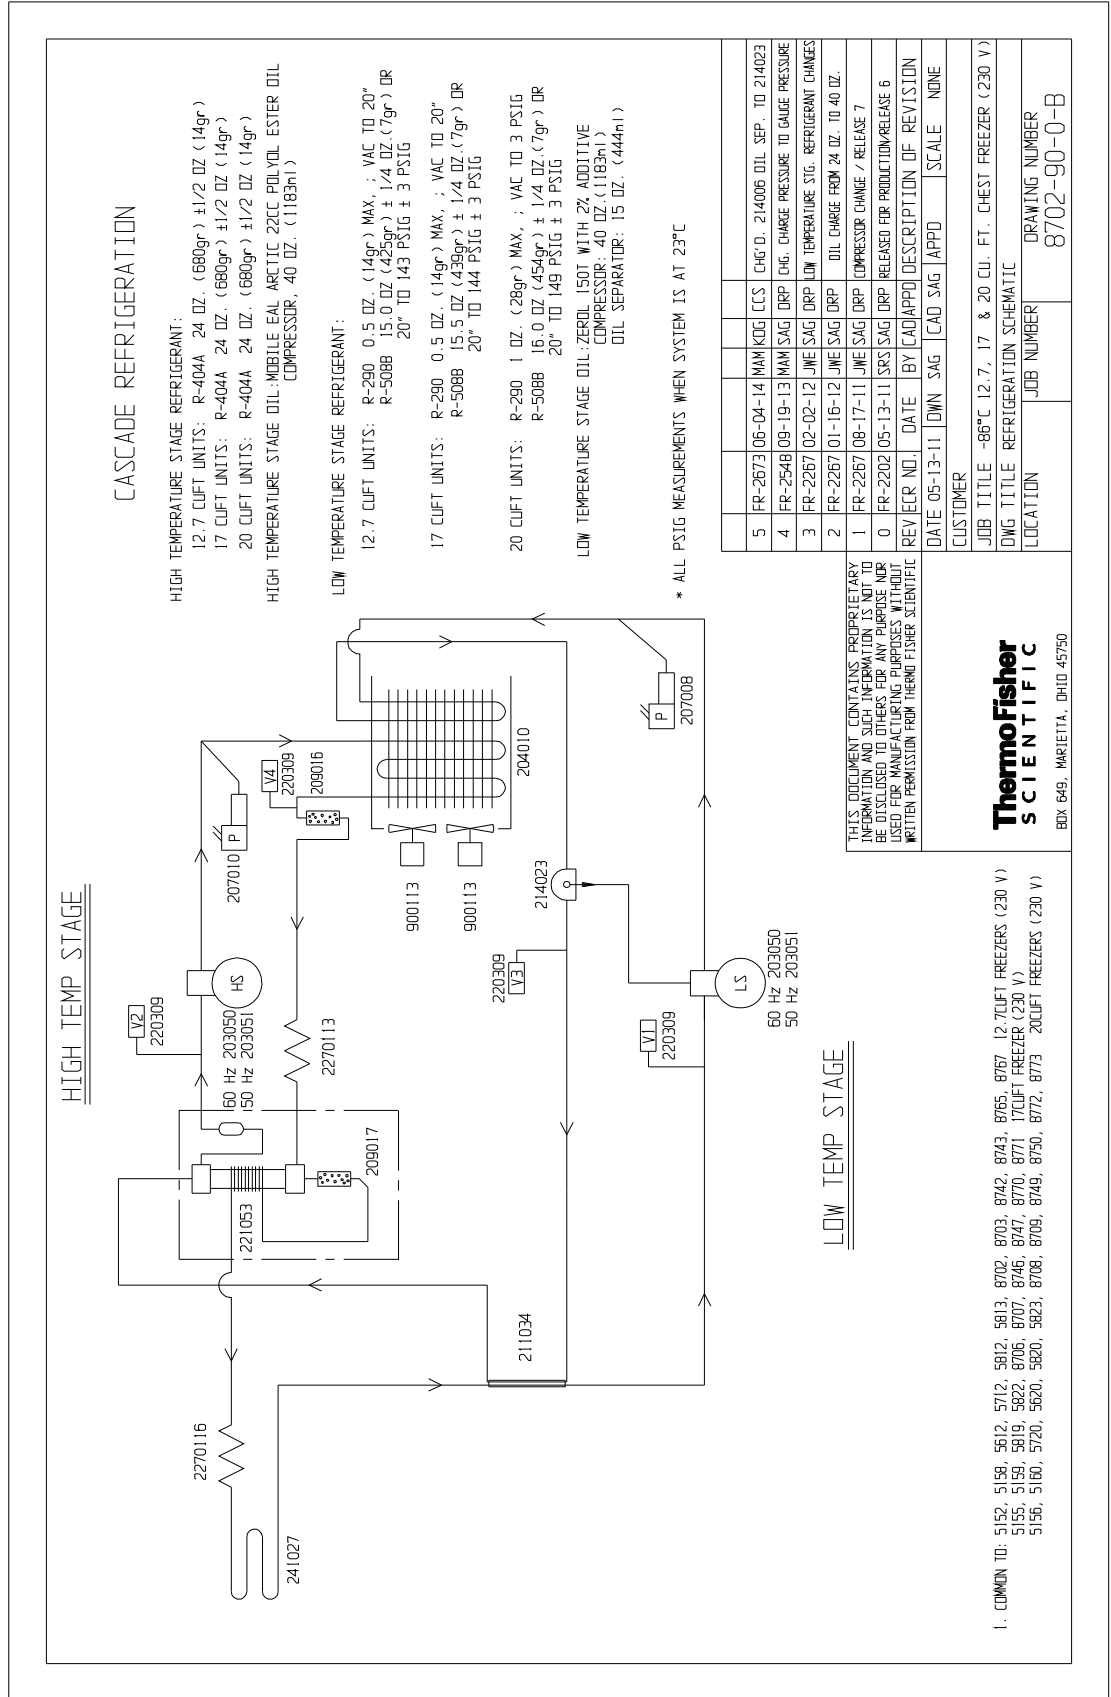 CASCADE REFRIGERATION
HIGH TEMPERATURE STAGE REFRIGERANT:
12.7 CUFT UNITS: R-404A 24 OZ. (680gr) ±1/2 OZ (14gr)
17 CUFT UNITS: R-404A 24 OZ. (680gr) ±1/2 OZ (14gr)
20 CUFT UNITS: R-404A 24 OZ. (680gr) ±1/2 OZ (14gr)
HIGH TEMPERATURE STAGE OIL:MOBILE EAL ARCTIC 22CC POLYOL ESTER OIL
COMPRESSOR, 40 OZ. (1183ml)
LOW TEMPERATURE STAGE REFRIGERANT:
12.7 CUFT UNITS: R-290 0.5 OZ. (14gr) MAX, ; VAC TO 20"
R-508B 15.0 OZ (425gr) ± 1/4 OZ.(7gr) OR
20" TO 143 PSIG ± 3 PSIG
17 CUFT UNITS: R-290 0.5 OZ. (14gr) MAX, ; VAC TO 20"
R-508B 15.5 OZ (439gr) ± 1/4 OZ.(7gr) OR
20" TO 144 PSIG ± 3 PSIG
20 CUFT UNITS: R-290 1 OZ. (28gr) MAX, ; VAC TO 3 PSIG
R-508B 16.0 OZ (454gr) ± 1/4 OZ.(7gr) OR
20" TO 149 PSIG ± 3 PSIG
LOW TEMPERATURE STAGE OIL:ZEROL 150T WITH 2% ADDITIVE
COMPRESSOR: 40 OZ.(1183ml)
OIL SEPARATOR: 15 OZ. (444ml)
* ALL PSIG MEASUREMENTS WHEN SYSTEM IS AT 23°C
HIGH TEMP STAGE
V2
220309
HS
60 Hz 203050
50 Hz 203051
207010
P
V4
220309
209016
2270113
221053
209017
900113
900113
204010
2270116
241027
211034
214023
V3
220309
V1
220309
LS
60 Hz 203050
50 Hz 203051
P
207008
LOW TEMP STAGE
1. COMMON TO: 5152, 5158, 5612, 5712, 5812, 5813, 8702, 8703, 8742, 8743, 8765, 8767 12.7CUFT FREEZERS (230 V)
5155, 5159, 5819, 5822, 8706, 8707, 8746, 8747, 8770, 8771 17CUFT FREEZER (230 V)
5156, 5160, 5720, 5620, 5820, 5823, 8708, 8709, 8749, 8750, 8772, 8773 20CUFT FREEZERS (230 V)
THIS DOCUMENT CONTAINS PROPRIETARY
INFORMATION AND SUCH INFORMATION IS NOT TO
BE DISCLOSED TO OTHERS FOR ANY PURPOSE NOR
USED FOR MANUFACTURING PURPOSES WITHOUT
WRITTEN PERMISSION FROM THERMO FISHER SCIENTIFIC
ThermoFisher
SCIENTIFIC
BOX 649, MARIETTA, OHIO 45750
5 FR-2673 06-04-14 MAM KDG CCS CHG'D. 214006 OIL SEP. TO 214023
4 FR-2548 09-19-13 MAM SAG DRP CHG. CHARGE PRESSURE TO GAUGE PRESSURE
3 FR-2267 02-02-12 JWE SAG DRP LOW TEMPERATURE STG. REFRIGERANT CHANGES
2 FR-2267 01-16-12 JWE SAG DRP OIL CHARGE FROM 24 OZ. TO 40 OZ.
1 FR-2267 08-17-11 JWE SAG DRP COMPRESSOR CHANGE / RELEASE 7
0 FR-2202 05-13-11 SRS SAG DRP RELEASED FOR PRODUCTION/RELEASE 6
REV ECR NO. DATE BY CAD APPD DESCRIPTION OF REVISION
DATE 05-13-11 DWN SAG CAD SAG APPD SCALE NONE
CUSTOMER
JOB TITLE -86°C 12.7, 17 & 20 CU. FT. CHEST FREEZER (230 V)
DWG TITLE REFRIGERATION SCHEMATIC
LOCATION JOB NUMBER DRAWING NUMBER
8702-90-0-B